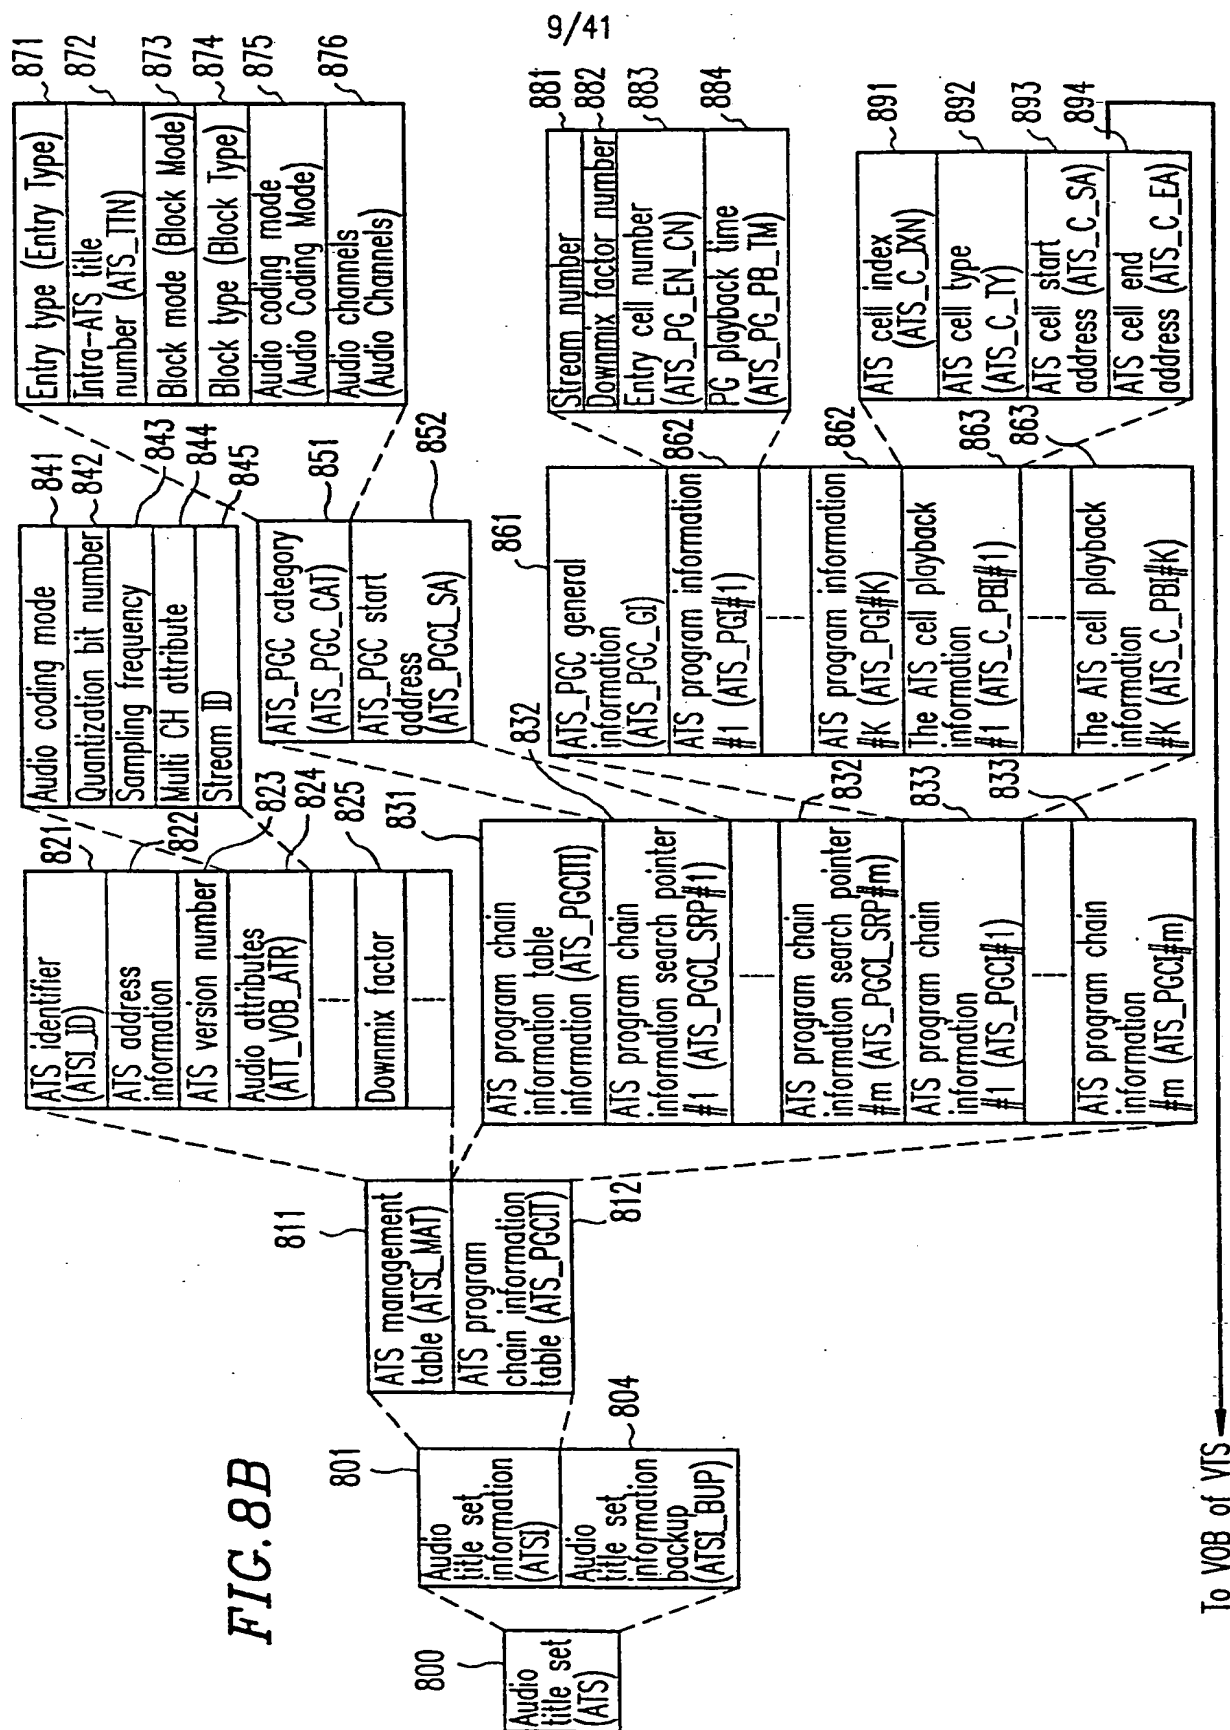 9/41
FIG.8B
800
Audio
title set
(ATS)
801
Audio
title set
information
(ATSI)
Audio
title set
information
backup
(ATSI_BUP)
804
811
ATS management
table (ATSI_MAT)
ATS program
chain information
table (ATS_PGCIT)
812
821
822
823
824
825
ATS identifier
(ATSI_ID)
ATS address
information
ATS version number
Audio attributes
(ATT_VOB_ATR)
Downmix factor
831
832
832
833
833
ATS program chain
information table
information (ATS_PGCITI)
ATS program chain
information search pointer
#1 (ATS_PGCI_SRP#1)
ATS program chain
information search pointer
#m (ATS_PGCI_SRP#m)
ATS program chain
information
#1 (ATS_PGCI#1)
ATS program chain
information
#m (ATS_PGCI#m)
841
842
843
844
845
Audio coding mode
Quantization bit number
Sampling frequency
Multi CH attribute
Stream ID
851
852
ATS_PGC category
(ATS_PGC_CAT)
ATS_PGC start
address
(ATS_PGCI_SA)
861
862
862
863
863
ATS_PGC general
information
(ATS_PGC_GI)
ATS program information
#1 (ATS_PGI#1)
ATS program information
#K (ATS_PGI#K)
The ATS cell playback
information
#1 (ATS_C_PBI#1)
The ATS cell playback
information
#K (ATS_C_PBI#K)
871
872
873
874
875
876
Entry type (Entry Type)
Intra-ATS title
number (ATS_TTN)
Block mode (Block Mode)
Block type (Block Type)
Audio coding mode
(Audio Coding Mode)
Audio channels
(Audio Channels)
881
882
883
884
Stream number
Downmix factor number
Entry cell number
(ATS_PG_EN_CN)
PG playback time
(ATS_PG_PB_TM)
891
892
893
894
ATS cell index
(ATS_C_IXN)
ATS cell type
(ATS_C_TY)
ATS cell start
address (ATS_C_SA)
ATS cell end
address (ATS_C_EA)
To VOB of VTS